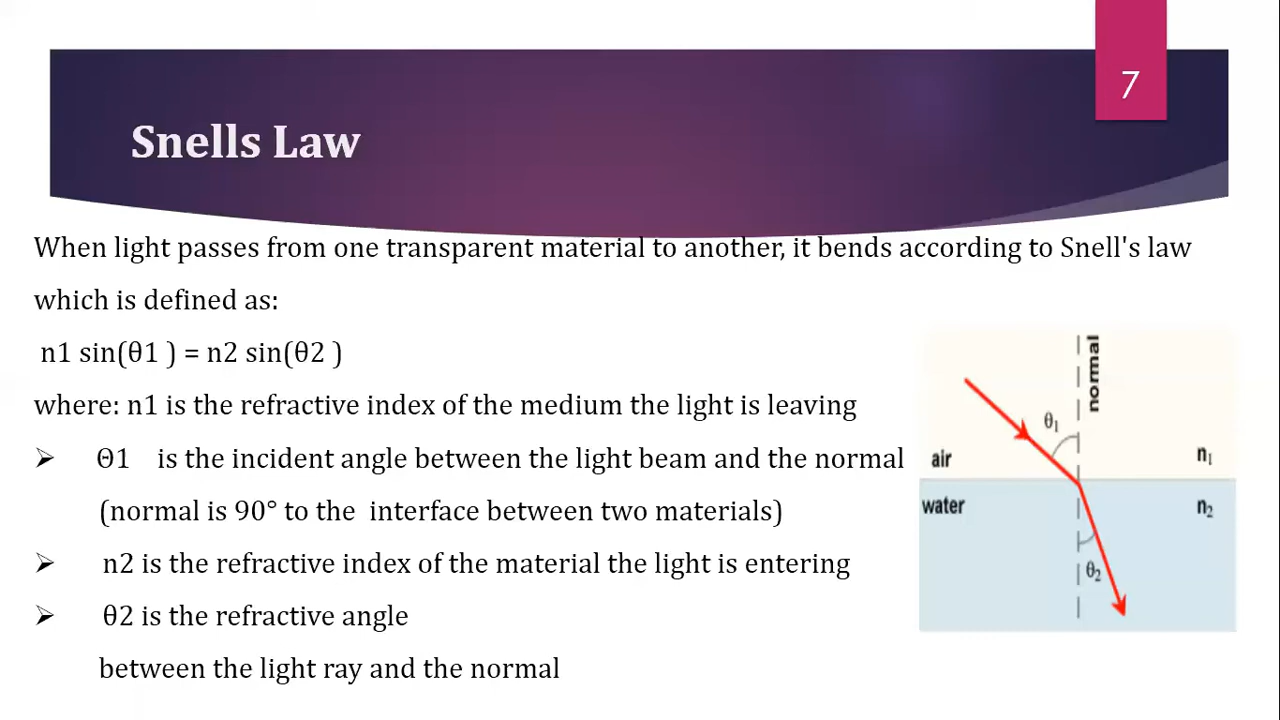 7
Snells Law
When light passes from one transparent material to another, it bends according to Snell's law
which is defined as:
n1 sin(θ1 ) = n2 sin(θ2 )
where: n1 is the refractive index of the medium the light is leaving
➢ Θ1 is the incident angle between the light beam and the normal
(normal is 90° to the interface between two materials)
➢ n2 is the refractive index of the material the light is entering
➢ θ2 is the refractive angle
between the light ray and the normal
normal
θ₁
air
n₁
water
n₂
θ₂